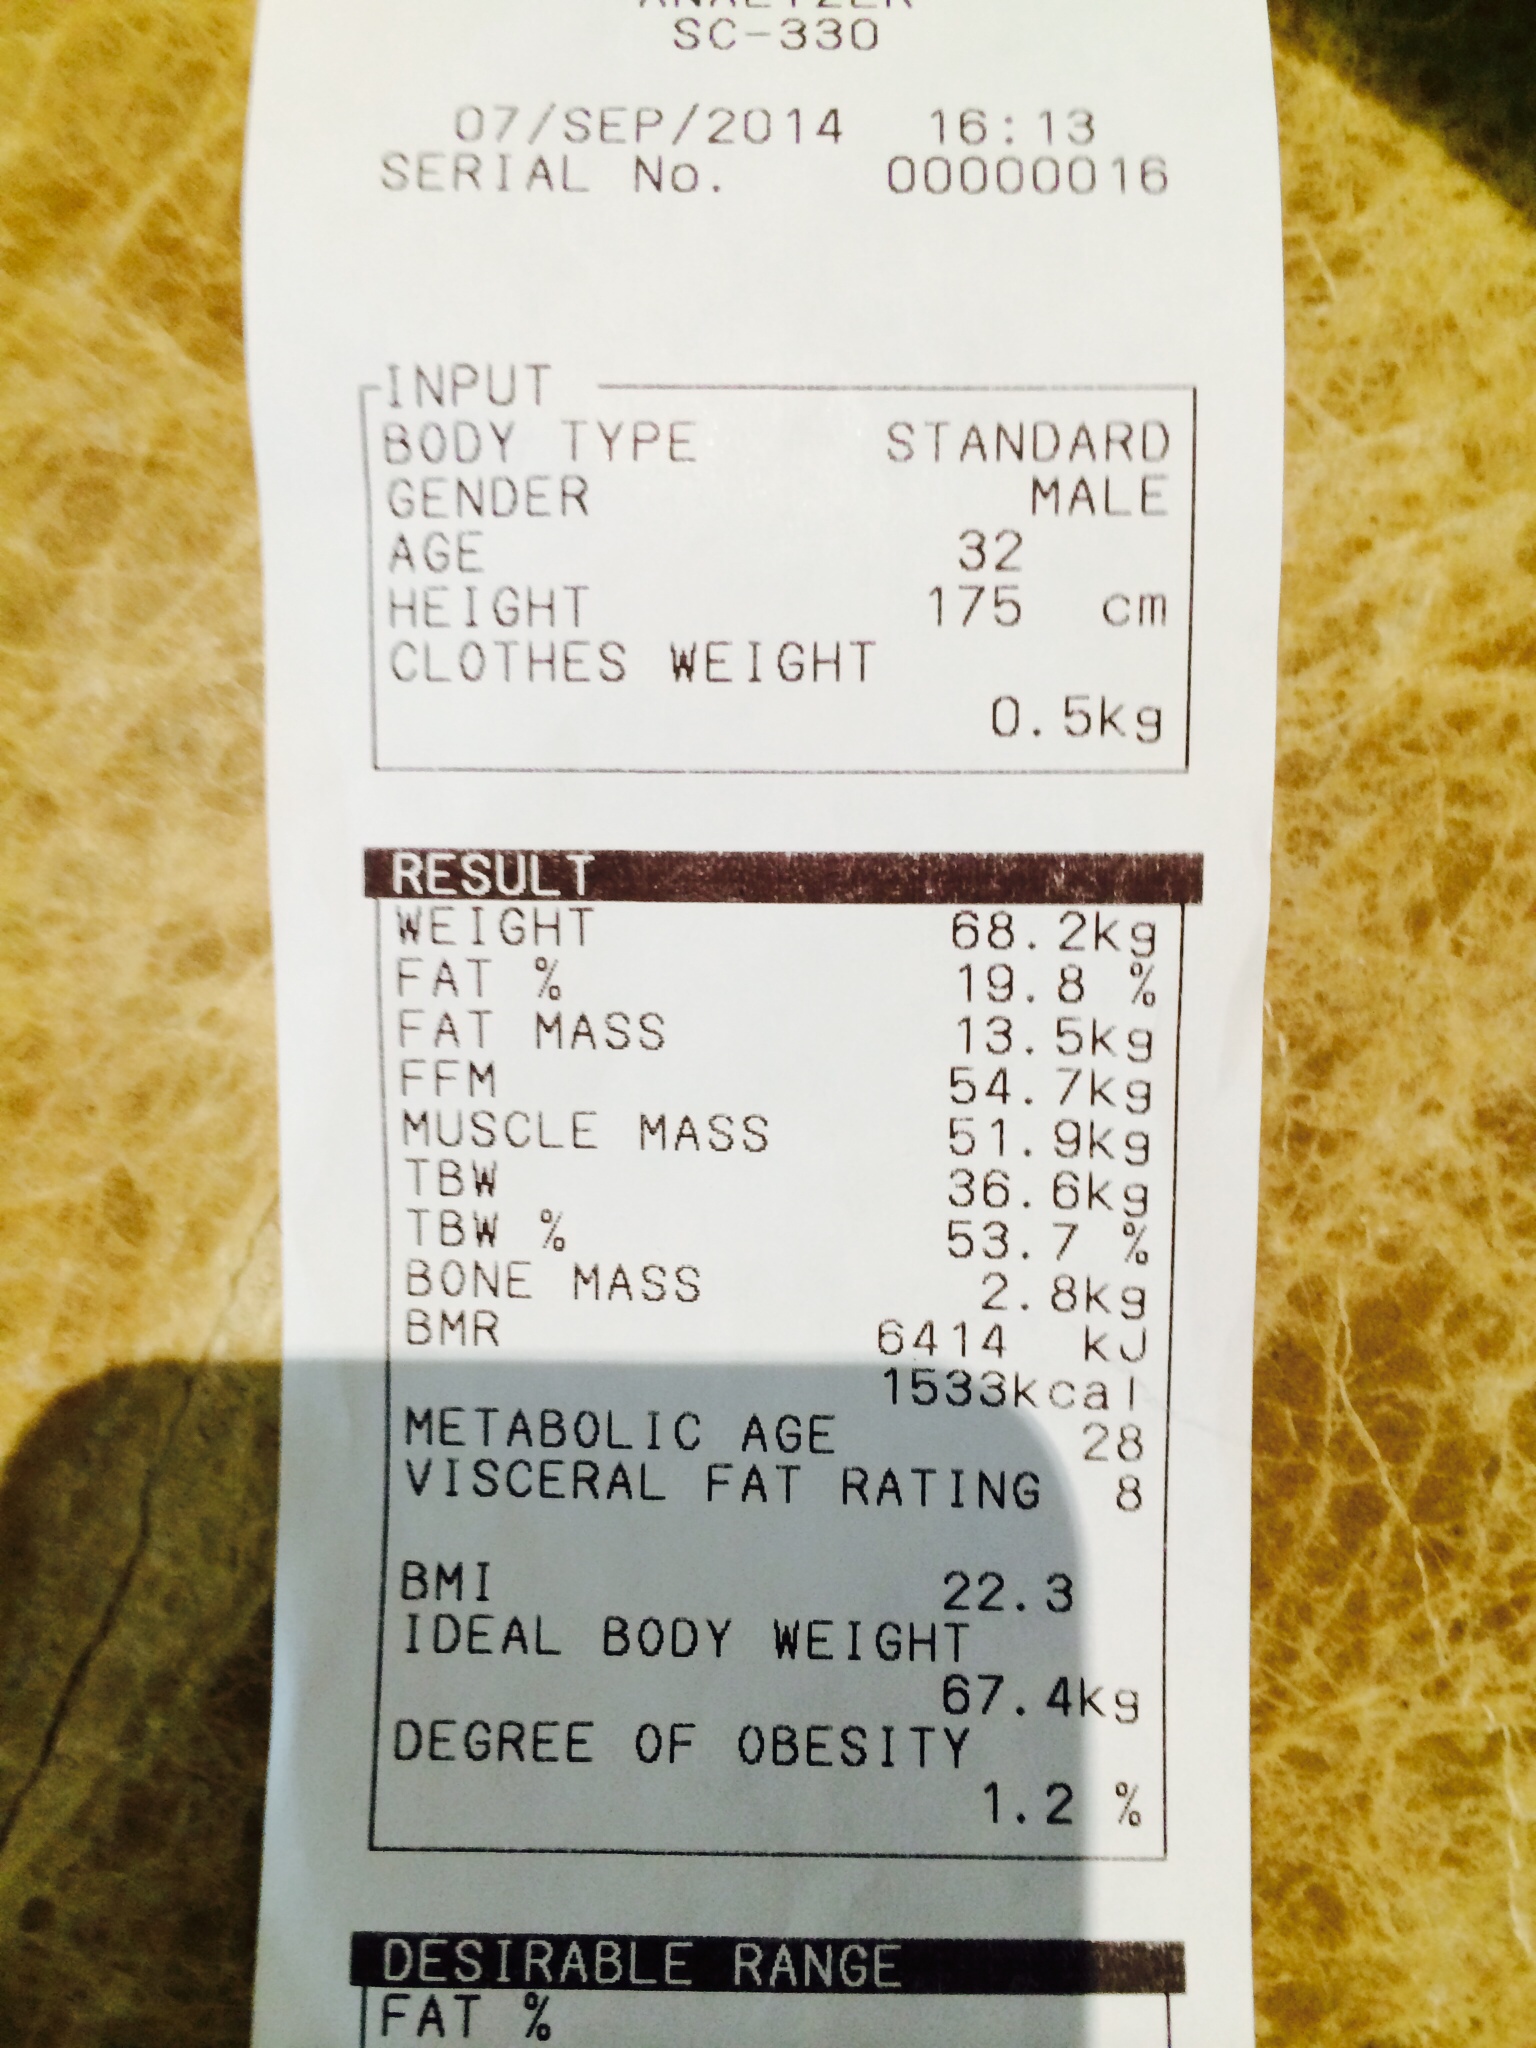 ANALYZER
SC-330
07/SEP/2014 16:13
SERIAL No. 00000016
INPUT
BODY TYPE STANDARD
GENDER MALE
AGE 32
HEIGHT 175 cm
CLOTHES WEIGHT
0.5kg
RESULT
WEIGHT 68.2kg
FAT % 19.8 %
FAT MASS 13.5kg
FFM 54.7kg
MUSCLE MASS 51.9kg
TBW 36.6kg
TBW % 53.7 %
BONE MASS 2.8kg
BMR 6414 kJ
1533kcal
METABOLIC AGE 28
VISCERAL FAT RATING 8
BMI 22.3
IDEAL BODY WEIGHT
67.4kg
DEGREE OF OBESITY
1.2 %
DESIRABLE RANGE
FAT %